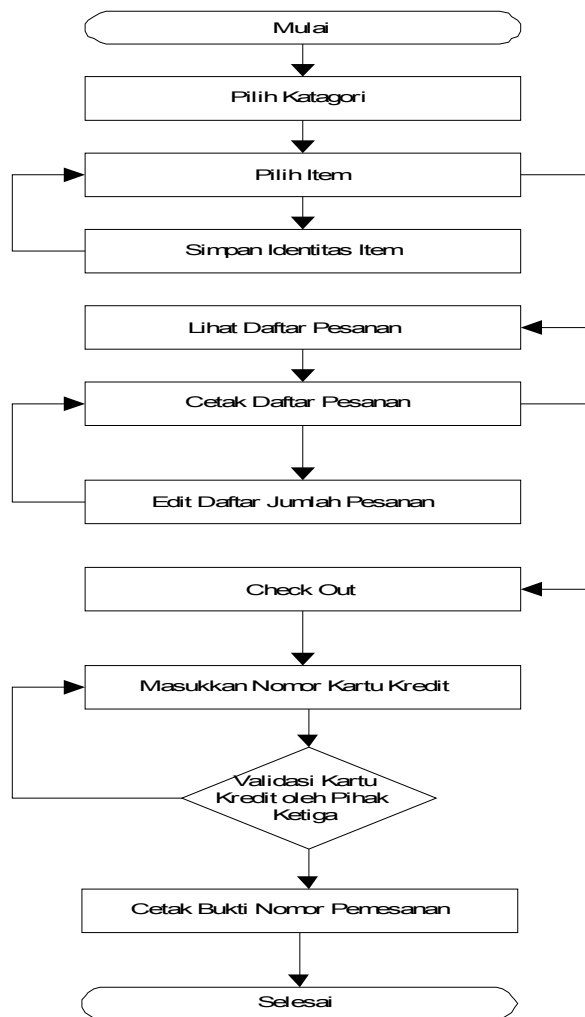 Mulai
Pilih Katagori
Pilih Item
Simpan Identitas Item
Lihat Daftar Pesanan
Cetak Daftar Pesanan
Edit Daftar Jumlah Pesanan
Check Out
Masukkan Nomor Kartu Kredit
Validasi Kartu
Kredit oleh Pihak
Ketiga
Cetak Bukti Nomor Pemesanan
Selesai